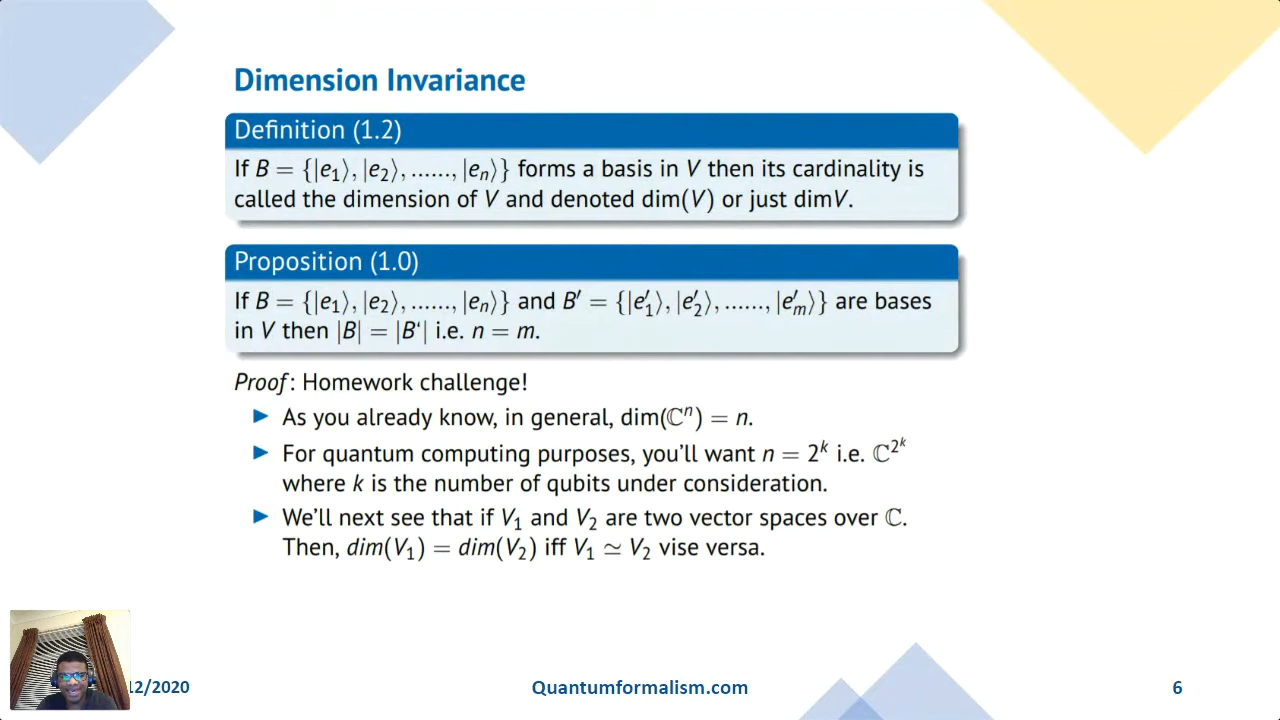 Dimension Invariance
Definition (1.2)
If B = {|e₁⟩, |e₂⟩, ......, |eₙ⟩} forms a basis in V then its cardinality is
called the dimension of V and denoted dim(V) or just dimV.
Proposition (1.0)
If B = {|e₁⟩, |e₂⟩, ......, |eₙ⟩} and B′ = {|e′₁⟩, |e′₂⟩, ......, |e′ₘ⟩} are bases
in V then |B| = |B‘| i.e. n = m.
Proof: Homework challenge!
▶ As you already know, in general, dim(ℂⁿ) = n.
▶ For quantum computing purposes, you'll want n = 2ᵏ i.e. ℂ^{2^k}
where k is the number of qubits under consideration.
▶ We'll next see that if V₁ and V₂ are two vector spaces over ℂ.
Then, dim(V₁) = dim(V₂) iff V₁ ≃ V₂ vise versa.
12/2020
Quantumformalism.com
6